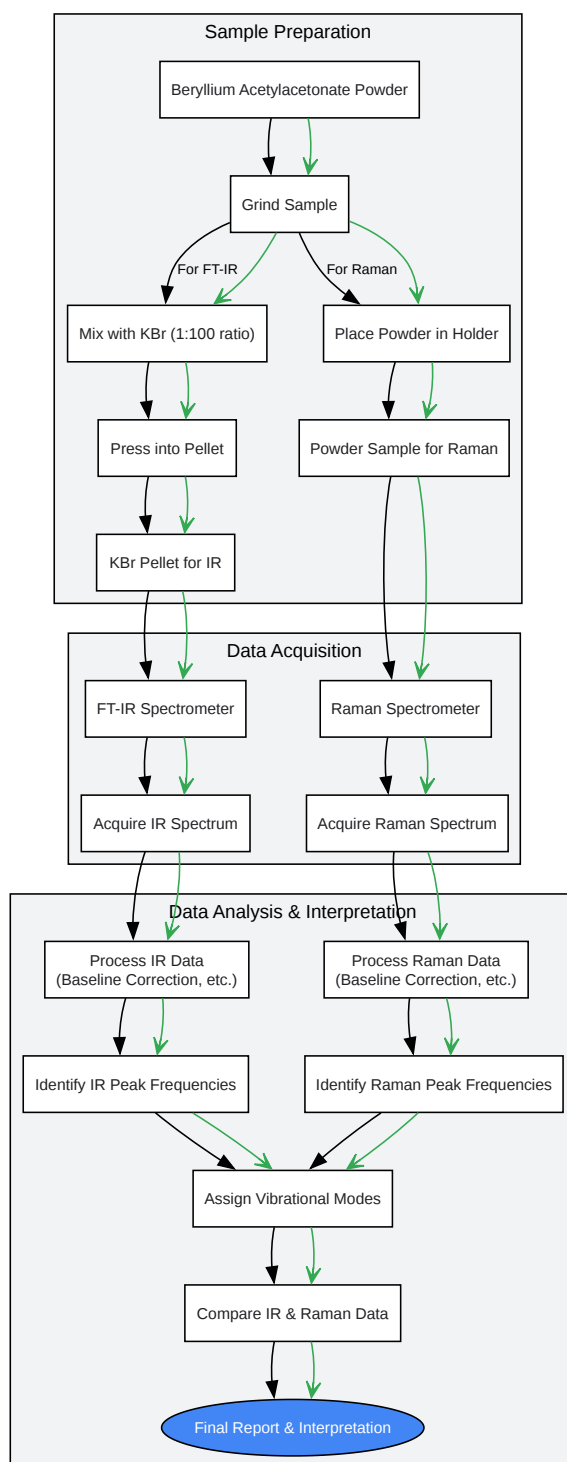 Sample Preparation
Beryllium Acetylacetonate Powder
Grind Sample
For FT-IR
For Raman
Mix with KBr (1:100 ratio)
Place Powder in Holder
Press into Pellet
Powder Sample for Raman
KBr Pellet for IR
Data Acquisition
FT-IR Spectrometer
Raman Spectrometer
Acquire IR Spectrum
Acquire Raman Spectrum
Data Analysis & Interpretation
Process IR Data
(Baseline Correction, etc.)
Process Raman Data
(Baseline Correction, etc.)
Identify IR Peak Frequencies
Identify Raman Peak Frequencies
Assign Vibrational Modes
Compare IR & Raman Data
Final Report & Interpretation